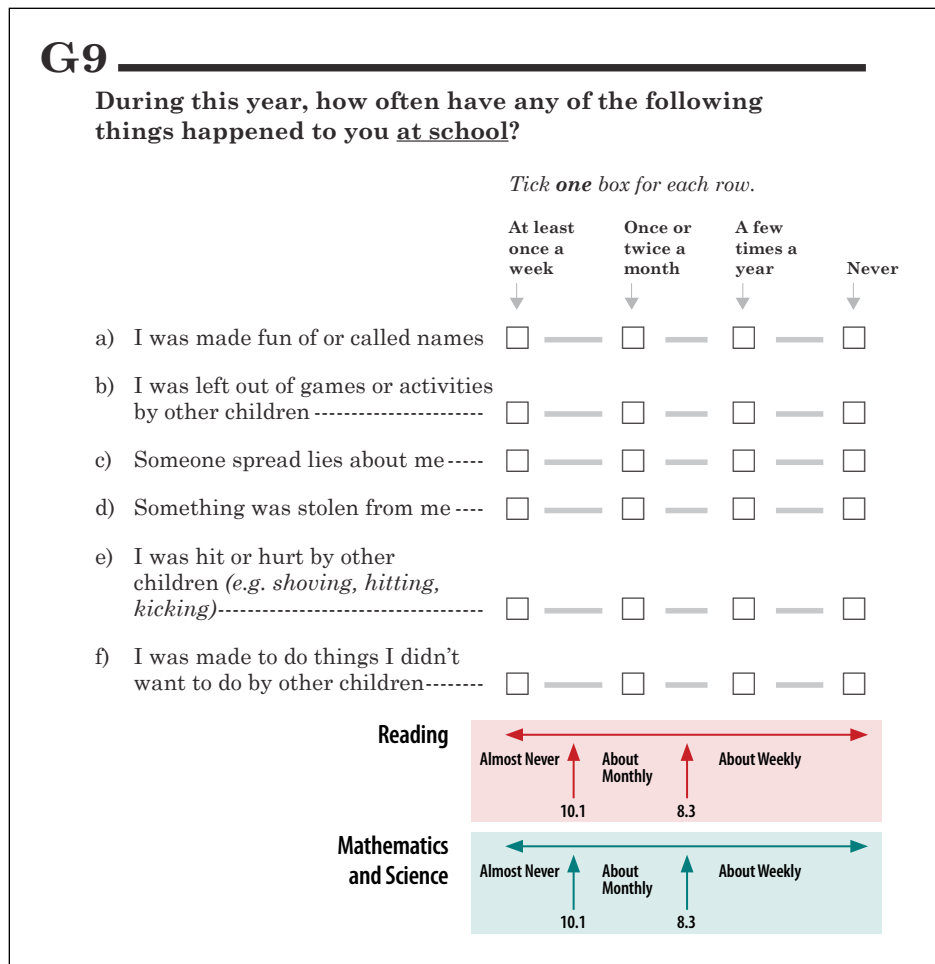 G9
During this year, how often have any of the following
things happened to you at school?
Tick one box for each row.
At least
once a
week
Once or
twice a
month
A few
times a
year
Never
a) I was made fun of or called names
b) I was left out of games or activities
by other children -----------------------
c) Someone spread lies about me -----
d) Something was stolen from me ----
e) I was hit or hurt by other
children (e.g. shoving, hitting,
kicking)------------------------------------
f) I was made to do things I didn’t
want to do by other children--------
Reading
Almost Never
About
Monthly
About Weekly
10.1
8.3
Mathematics
and Science
Almost Never
About
Monthly
About Weekly
10.1
8.3